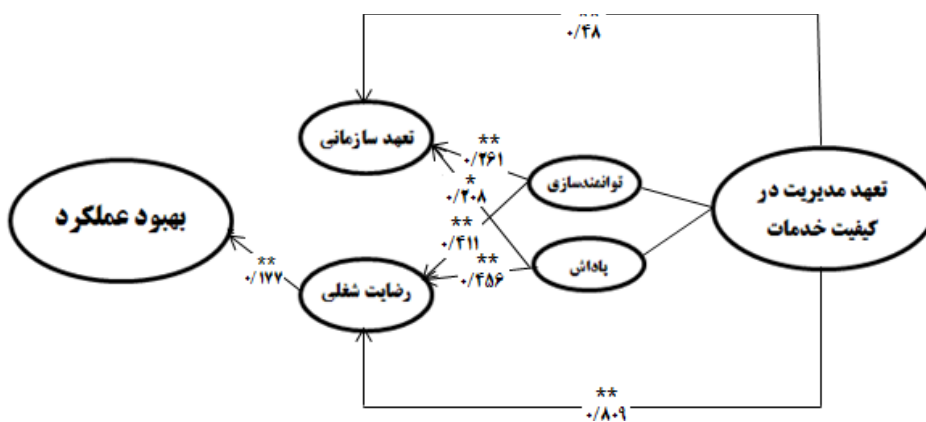 **
۰/۴۸
تعهد سازمانی
**
۰/۲۶۱
*
۰/۲۰۸
توانمندسازی
تعهد مدیریت در
کیفیت خدمات
بهبود عملکرد
**
۰/۴۱۱
**
۰/۴۵۶
پاداش
**
۰/۱۷۷
رضایت شغلی
**
۰/۸۰۹